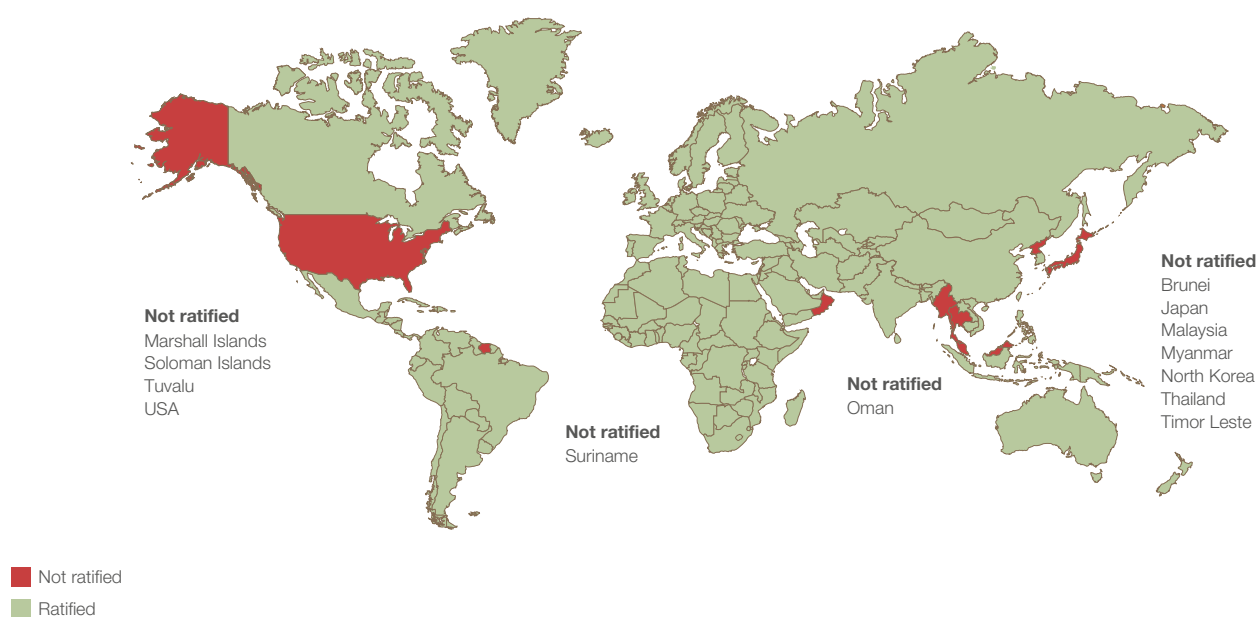 Not ratified
Marshall Islands
Soloman Islands
Tuvalu
USA
Not ratified
Suriname
Not ratified
Oman
Not ratified
Brunei
Japan
Malaysia
Myanmar
North Korea
Thailand
Timor Leste
Not ratified
Ratified